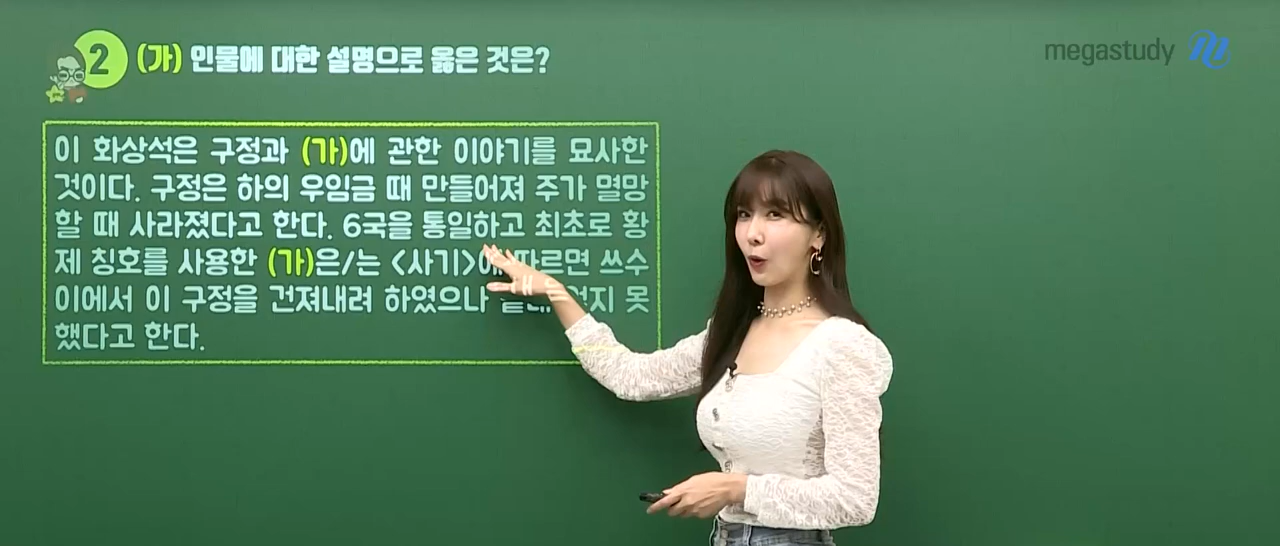 2 (가) 인물에 대한 설명으로 옳은 것은?
megastudy
이 화상석은 구정과 (가)에 관한 이야기를 묘사한
것이다. 구정은 하의 우임금 때 만들어져 주가 멸망
할 때 사라졌다고 한다. 6국을 통일하고 최초로 황
제 칭호를 사용한 (가)은/는 <사기>에 따르면 쓰수
이에서 이 구정을 건져내려 하였으나 못
했다고 한다.